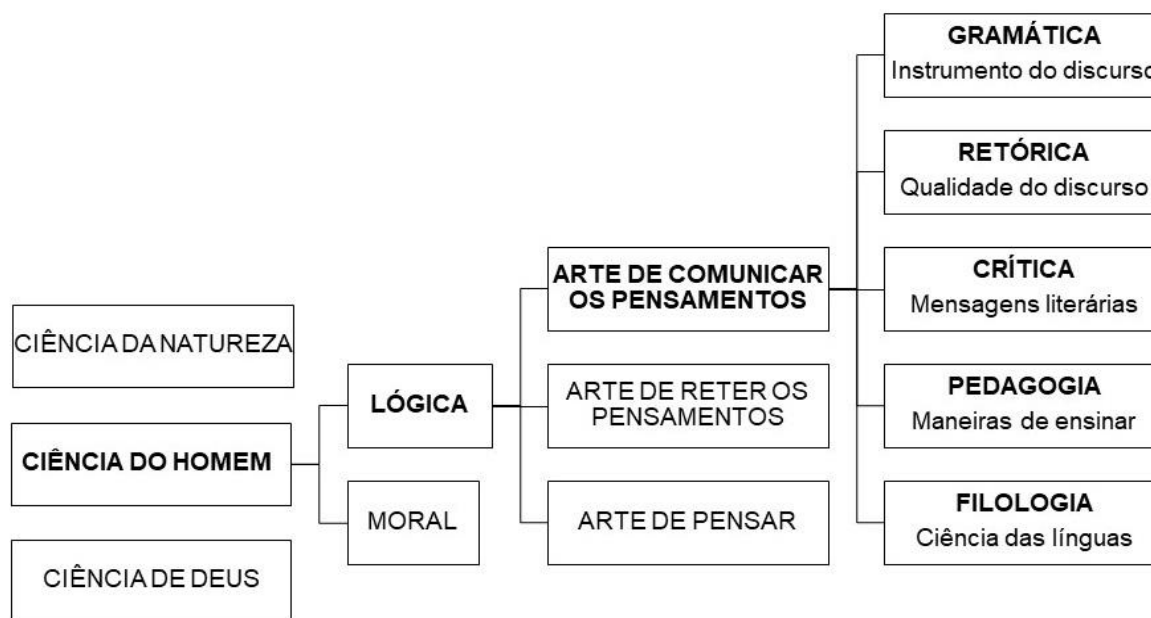 CIÊNCIA DA NATUREZA
CIÊNCIA DO HOMEM
CIÊNCIA DE DEUS
LÓGICA
MORAL
ARTE DE COMUNICAR
OS PENSAMENTOS
ARTE DE RETER OS
PENSAMENTOS
ARTE DE PENSAR
GRAMÁTICA
Instrumento do discurso
RETÓRICA
Qualidade do discurso
CRÍTICA
Mensagens literárias
PEDAGOGIA
Maneiras de ensinar
FILOLOGIA
Ciência das línguas